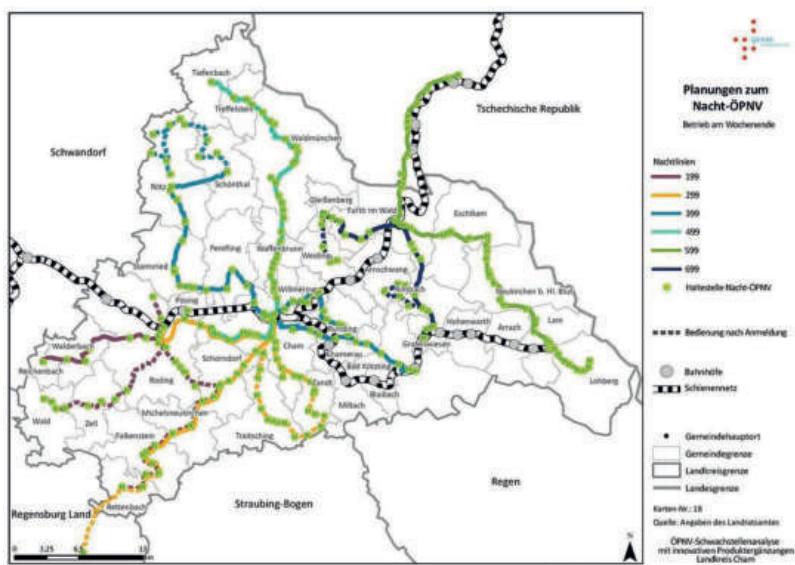 Planungen zum
Nacht-ÖPNV
Betrieb am Wochenende
Nachtlinien
199
299
399
499
599
699
Haltestelle Nacht-ÖPNV
Bedienung nach Anmeldung
Bahnhöfe
Schienennetz
Gemeindehauptort
Gemeindegrenze
Landkreisgrenze
Landesgrenze
Karten-Nr.: 18
Quelle: Angaben des Landratsamtes
ÖPNV-Schwachstellenanalyse
mit innovativen Produktergänzungen
Landkreis Cham
Tschechische Republik
Schwandorf
Regen
Straubing-Bogen
Regensburg Land
Tiefenbach
Treffelstein
Waldmünchen
Rötz
Schönthal
Gleißenberg
Furth im Wald
Eschlkam
Weiding
Arnschwang
Waffenbrunn
Pemfling
Stamsried
Willmering
Neukirchen b. Hl. Blut
Pösing
Runding
Hohenwarth
Arrach
Lam
Grafenwiesen
Lohberg
Walderbach
Reichenbach
Cham
Chamerau
Bad Kötzting
Schorndorf
Roding
Zandt
Blaibach
Miltach
Michelsneukirchen
Wald
Zell
Falkenstein
Traitsching
Rettenbach
0
3,25
6,5
13
N